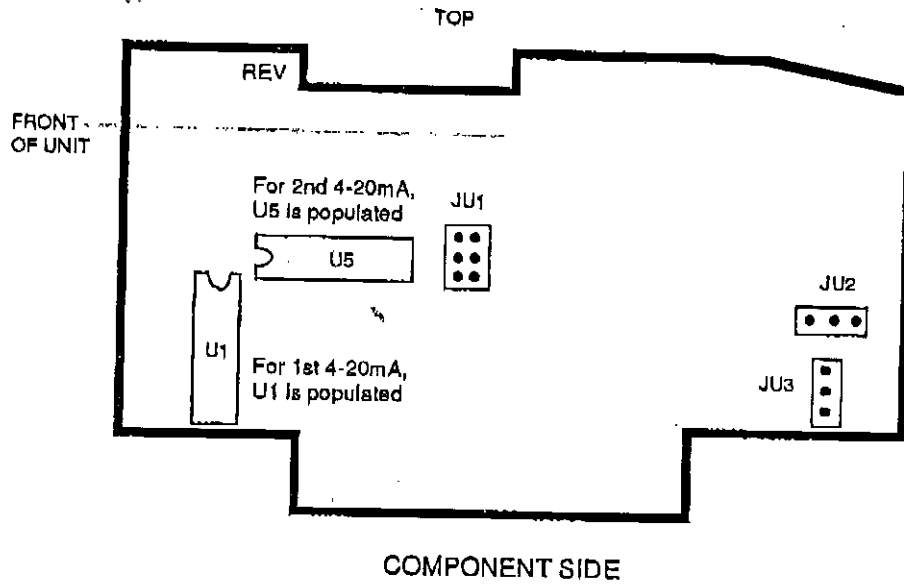 TOP
REV
FRONT
OF UNIT
For 2nd 4-20mA,
U5 is populated
JU1
U5
JU2
U1
For 1st 4-20mA,
U1 is populated
JU3
COMPONENT SIDE